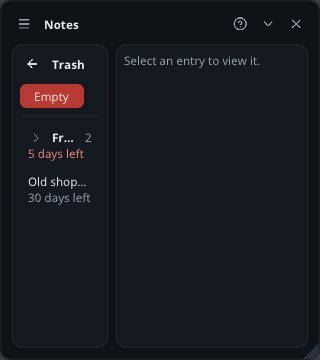 Notes
Trash
Empty
Fr... 2
5 days left
Old shop...
30 days left
Select an entry to view it.